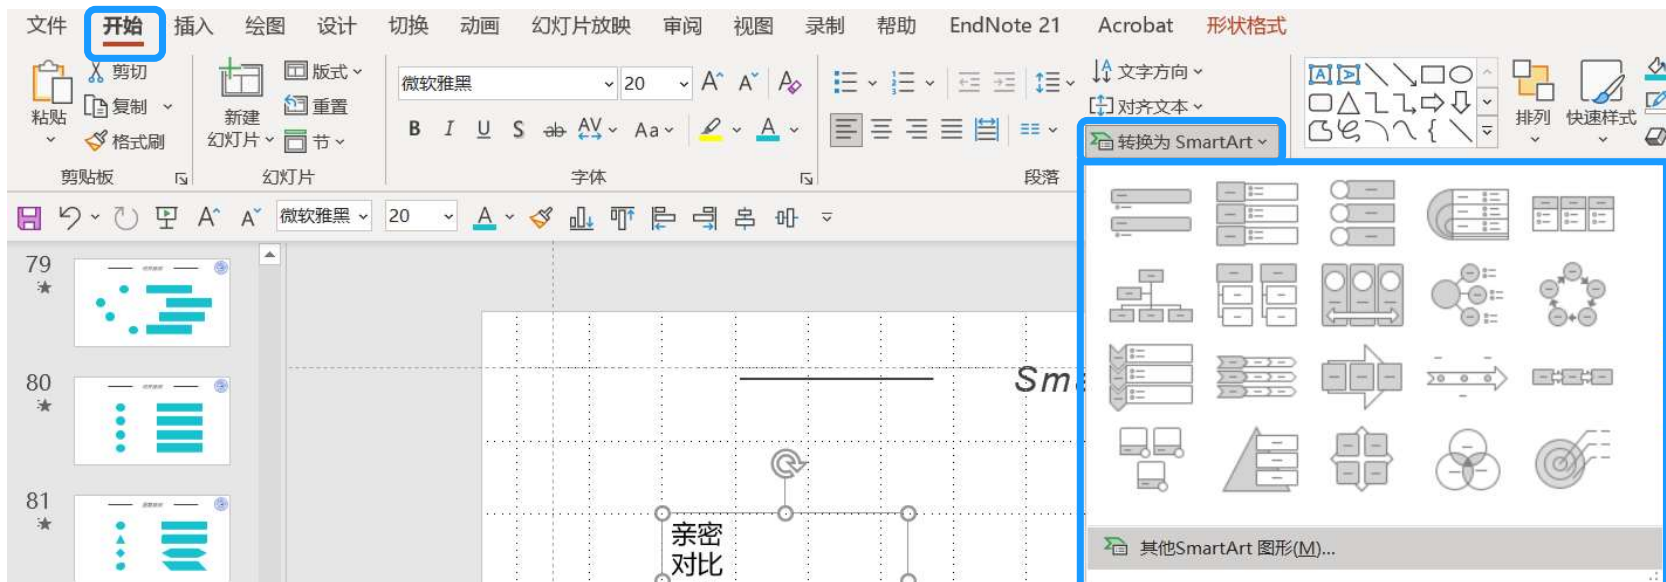 文件 开始 插入 绘图 设计 切换 动画 幻灯片放映 审阅 视图 录制 帮助 EndNote 21 Acrobat 形状格式
粘贴
剪切
复制
格式刷
剪贴板
新建
幻灯片
版式
重置
节
幻灯片
微软雅黑 20 A A A
B I U S ab AV Aa A
字体
文字方向
对齐文本
转换为 SmartArt
段落
排列 快速样式
A A 微软雅黑 20 A
79
80
81
Sma
亲密
对比
其他SmartArt 图形(M)...